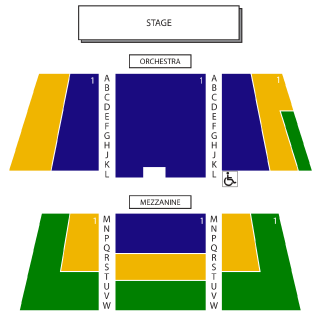 STAGE
ORCHESTRA
1 A 1 A 1
B B
C C
D D
E E
F F
G G
H H
J J
K K
L L
MEZZANINE
1 M 1 M 1
N N
P P
Q Q
R R
S S
T T
U U
V V
W W